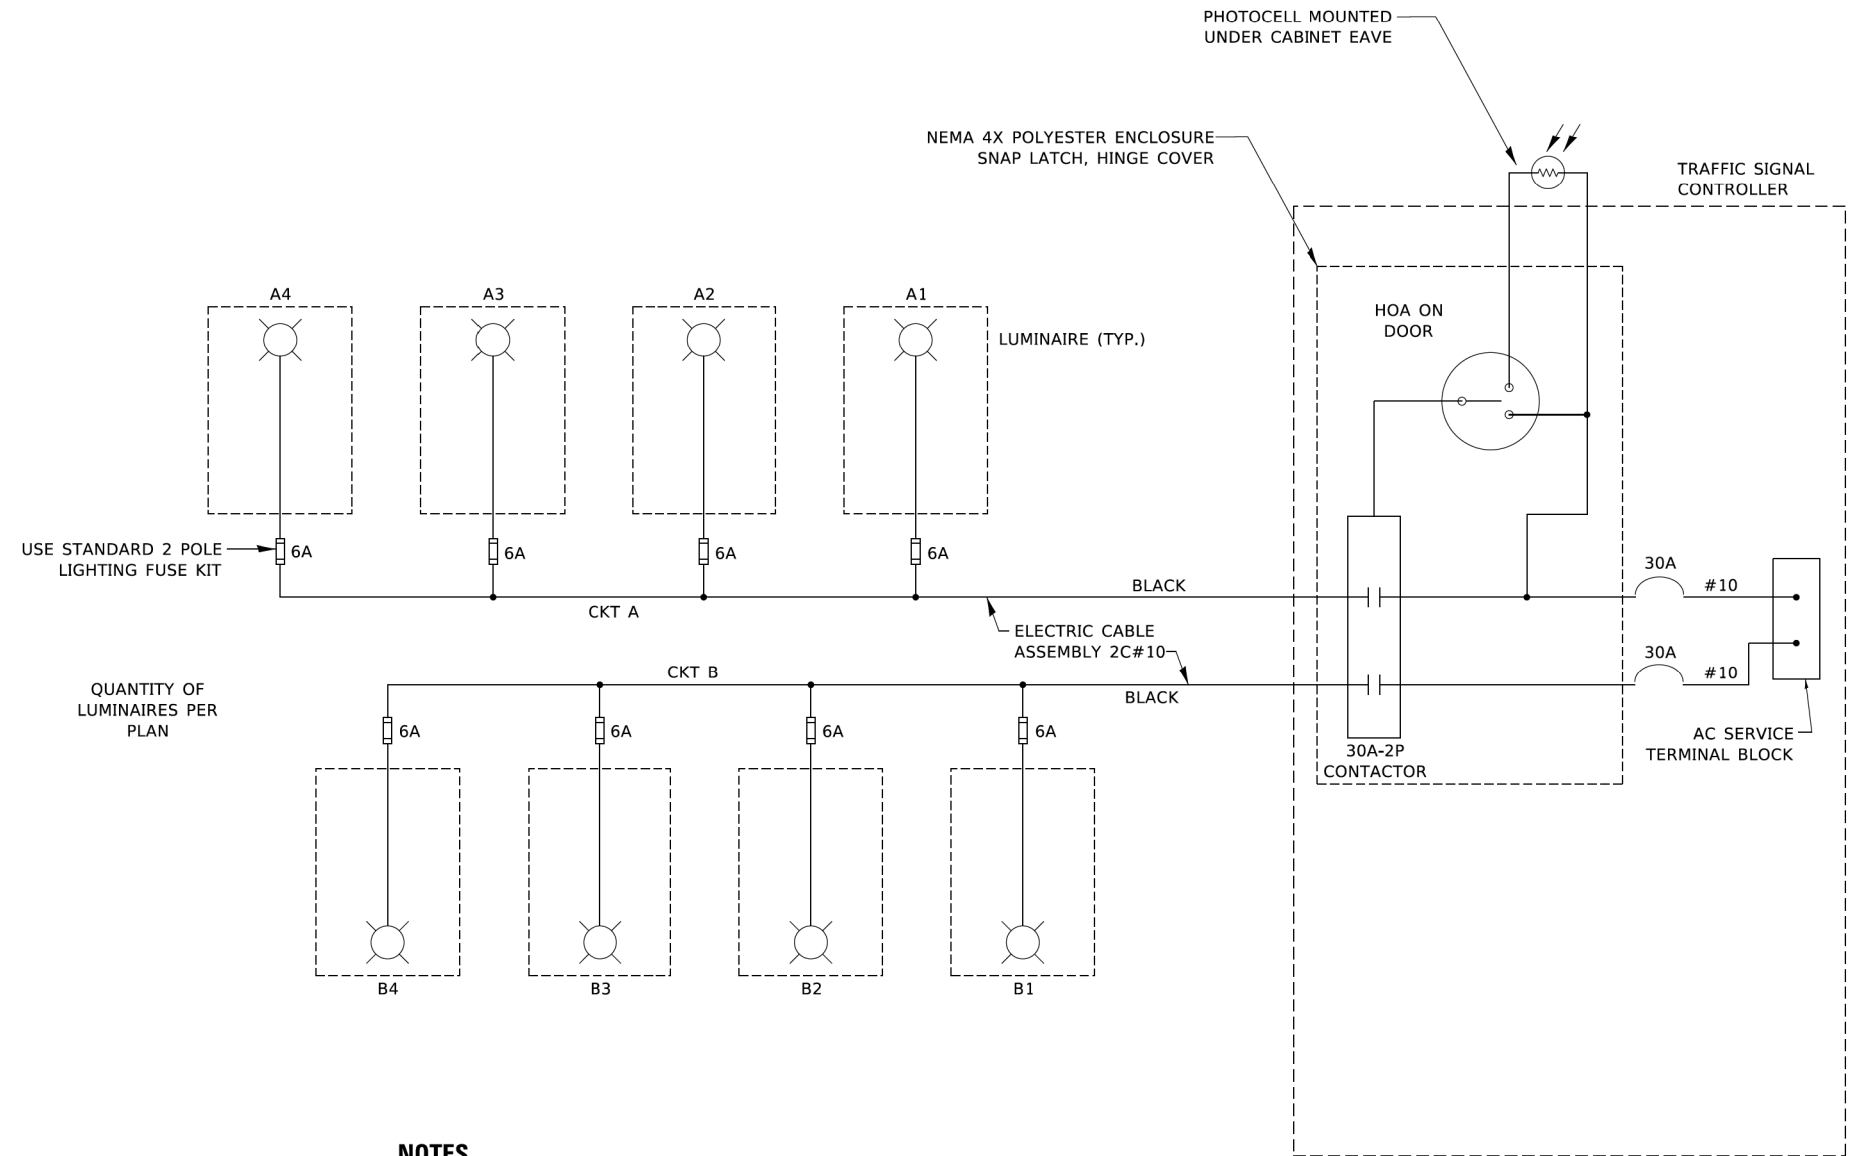 PHOTOCELL MOUNTED
UNDER CABINET EAVE
NEMA 4X POLYESTER ENCLOSURE
SNAP LATCH, HINGE COVER
TRAFFIC SIGNAL
CONTROLLER
A4
A3
A2
A1
HOA ON
DOOR
LUMINAIRE (TYP.)
USE STANDARD 2 POLE
LIGHTING FUSE KIT
6A
6A
6A
6A
30A
#10
BLACK
CKT A
ELECTRIC CABLE
ASSEMBLY 2C#10
30A
#10
CKT B
BLACK
QUANTITY OF
LUMINAIRES PER
PLAN
6A
6A
6A
6A
AC SERVICE
TERMINAL BLOCK
30A-2P
CONTACTOR
B4
B3
B2
B1
NOTES